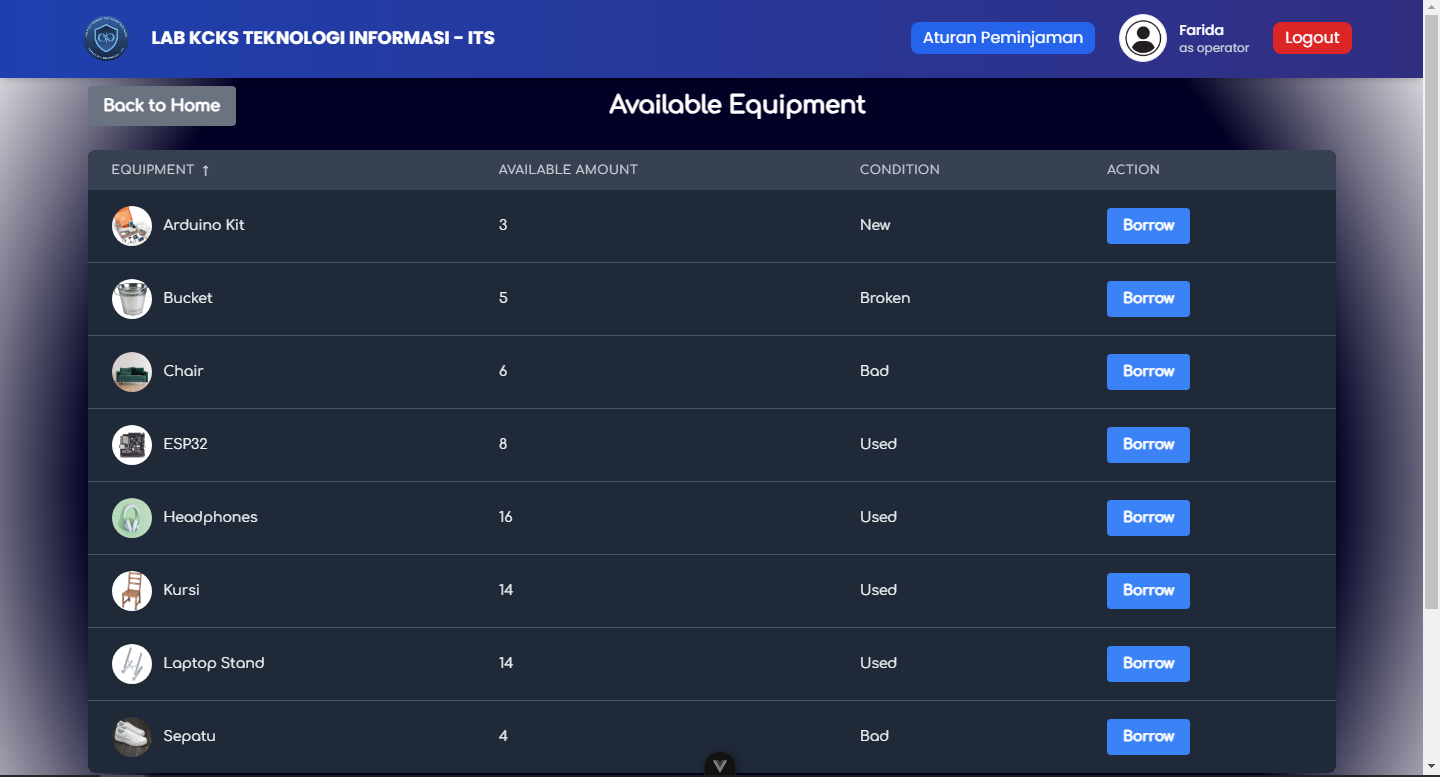 LAB KCKS TEKNOLOGI INFORMASI - ITS
Aturan Peminjaman
Farida
as operator
Logout
Back to Home
Available Equipment
EQUIPMENT ↑ AVAILABLE AMOUNT CONDITION ACTION
Arduino Kit 3 New Borrow
Bucket 5 Broken Borrow
Chair 6 Bad Borrow
ESP32 8 Used Borrow
Headphones 16 Used Borrow
Kursi 14 Used Borrow
Laptop Stand 14 Used Borrow
Sepatu 4 Bad Borrow